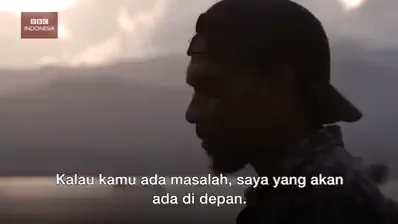 BBC
INDONESIA
Kalau kamu ada masalah, saya yang akan
ada di depan.